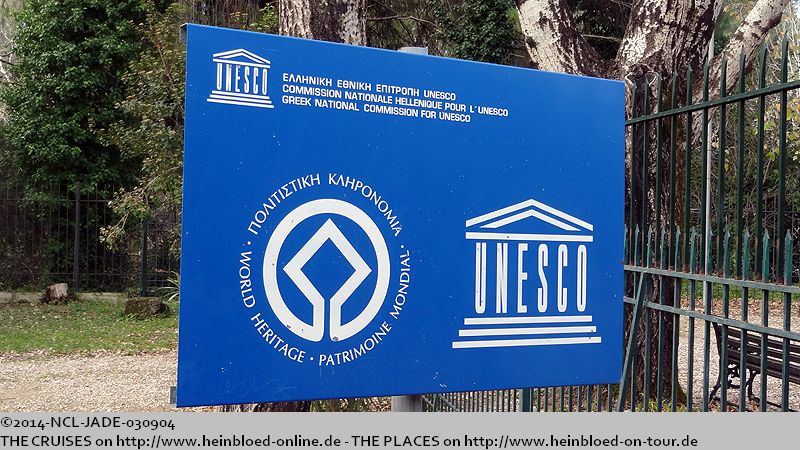 UNESCO
ΕΛΛΗΝΙΚΗ ΕΘΝΙΚΗ ΕΠΙΤΡΟΠΗ UNESCO
COMMISSION NATIONALE HELLENIQUE POUR L' UNESCO
GREEK NATIONAL COMMISSION FOR UNESCO
· ΠΟΛΙΤΙΣΤΙΚΗ ΚΛΗΡΟΝΟΜΙΑ ·
WORLD HERITAGE · PATRIMOINE MONDIAL
UNESCO
©2014-NCL-JADE-030904
THE CRUISES on http://www.heinbloed-online.de - THE PLACES on http://www.heinbloed-on-tour.de